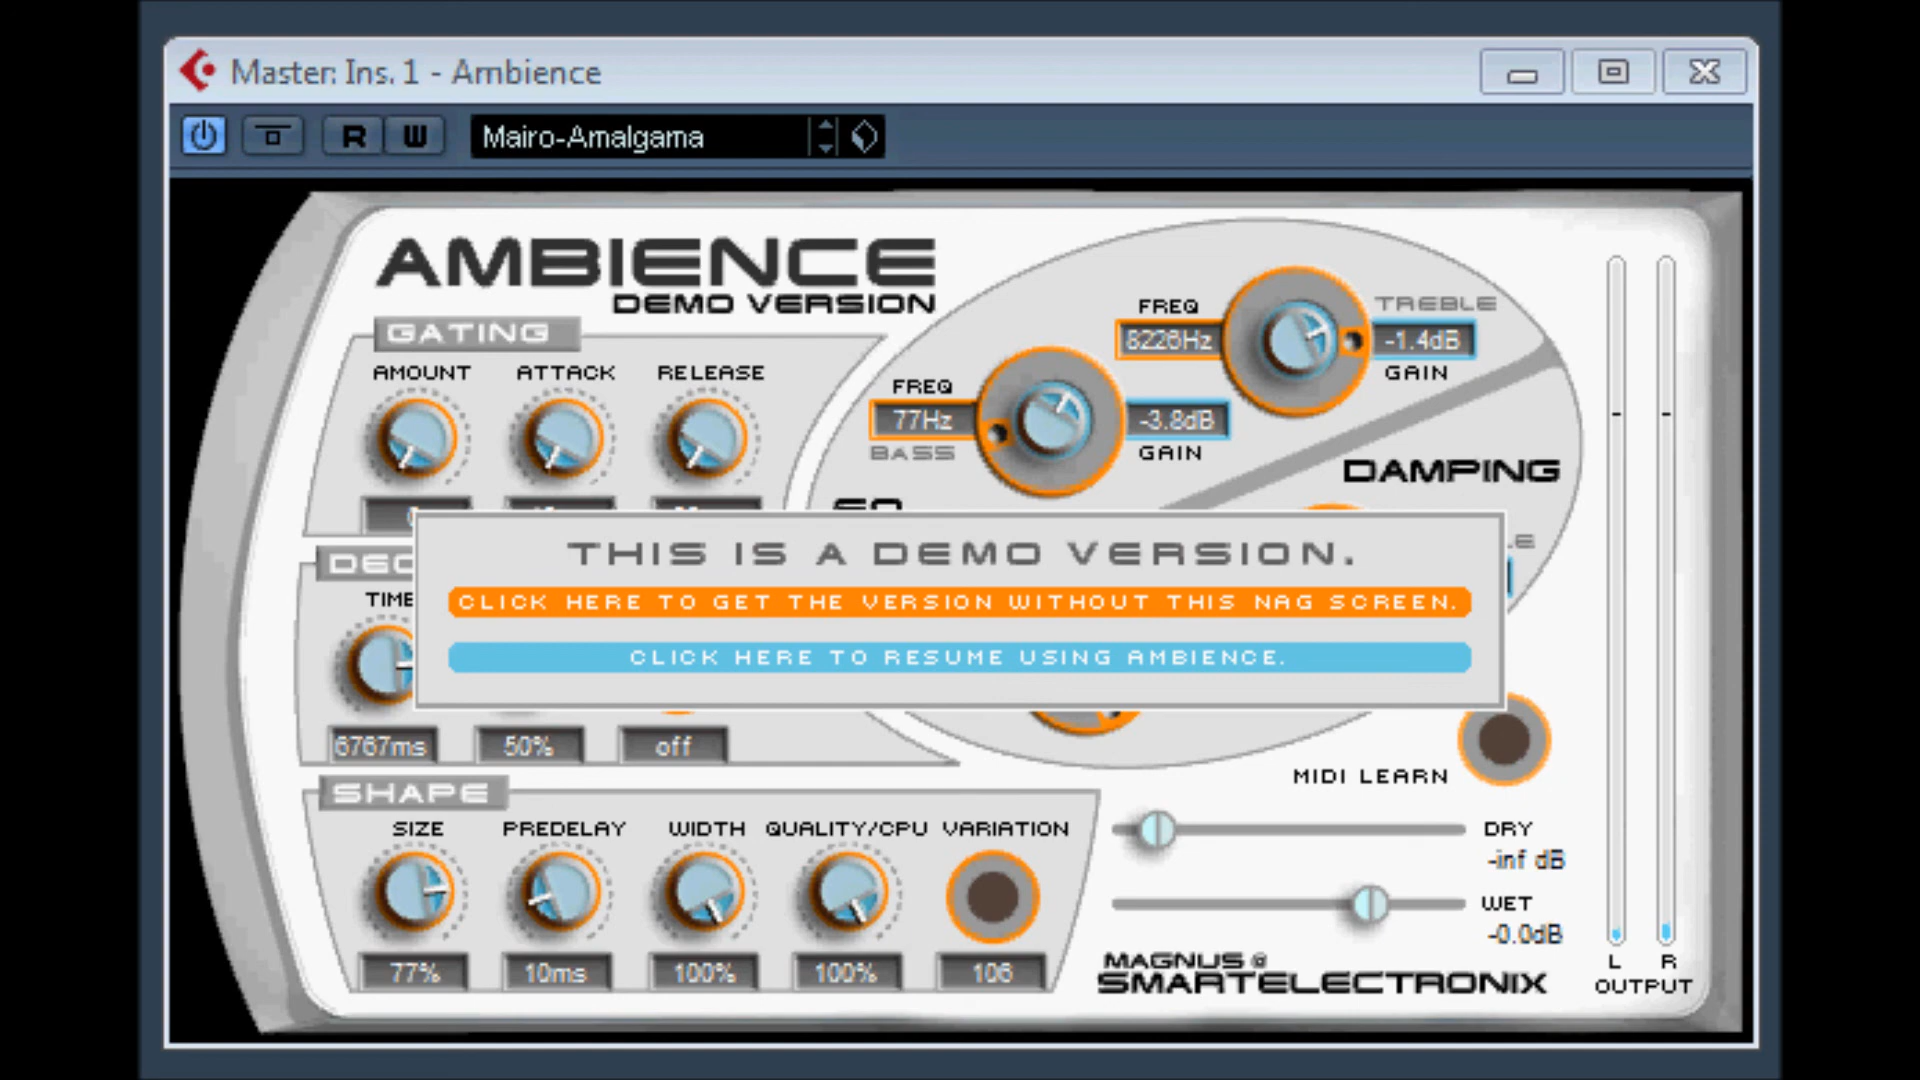 Master: Ins. 1 - Ambience
R W Mairo-Amalgama
AMBIENCE
DEMO VERSION
GATING
AMOUNT ATTACK RELEASE
FREQ TREBLE
8226Hz -1.4dB
GAIN
FREQ
77Hz -3.8dB
BASS GAIN
DAMPING
THIS IS A DEMO VERSION.
CLICK HERE TO GET THE VERSION WITHOUT THIS NAG SCREEN.
CLICK HERE TO RESUME USING AMBIENCE.
TIME
6767ms 50% off
MIDI LEARN
SHAPE
SIZE PREDELAY WIDTH QUALITY/CPU VARIATION
77% 10ms 100% 100% 106
DRY
-inf dB
WET
-0.0dB
MAGNUS @
SMARTELECTRONIX
L R
OUTPUT